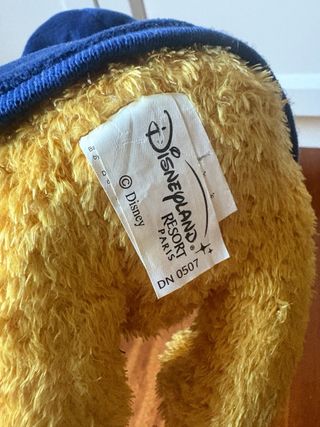 Disneyland®
RESORT
PARIS
© Disney
DN 0507